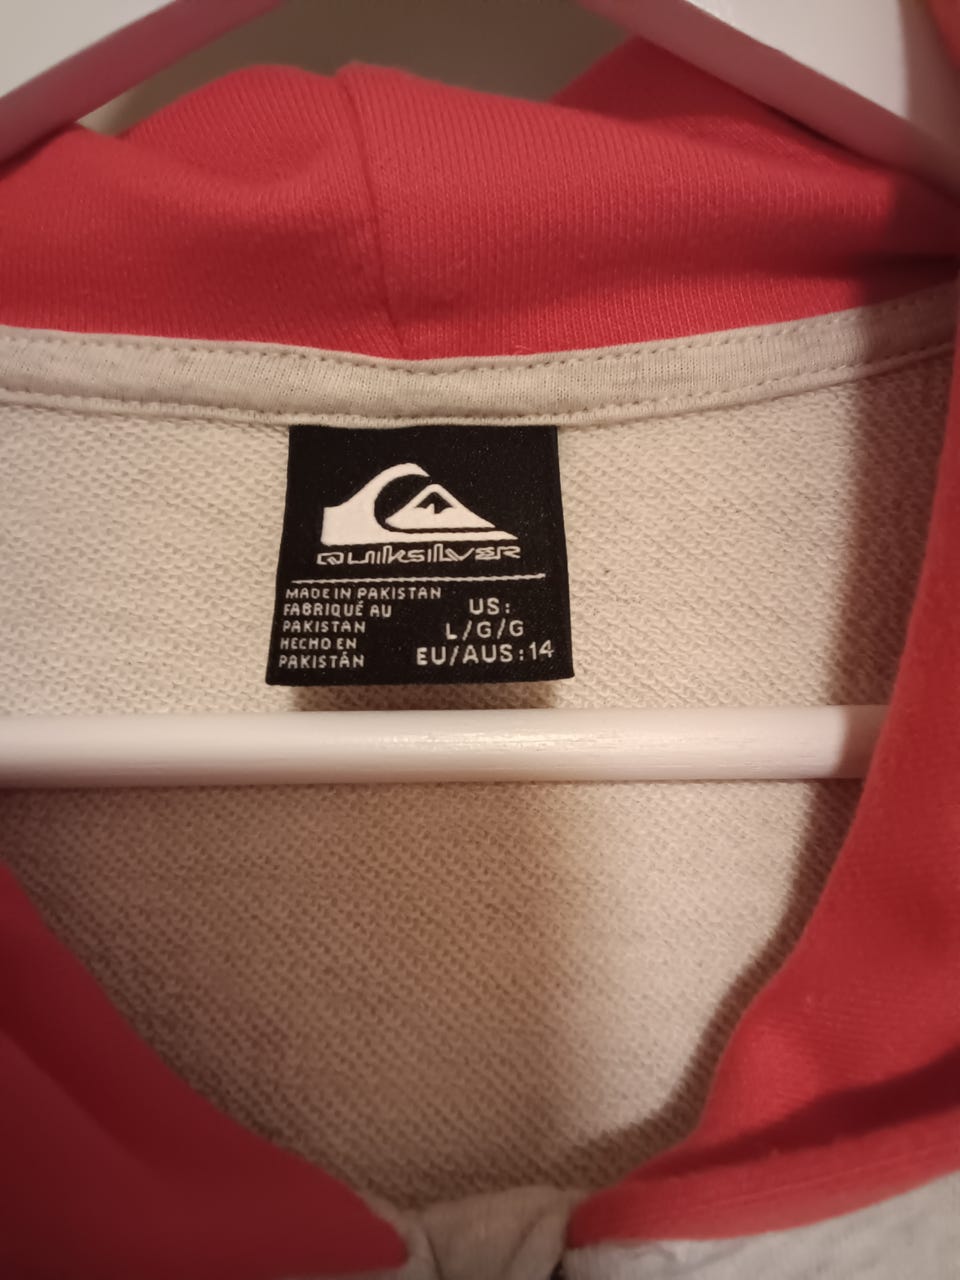 QUIKSILVER
MADE IN PAKISTAN
FABRIQUÉ AU
PAKISTAN
HECHO EN
PAKISTÁN
US:
L/G/G
EU/AUS:14